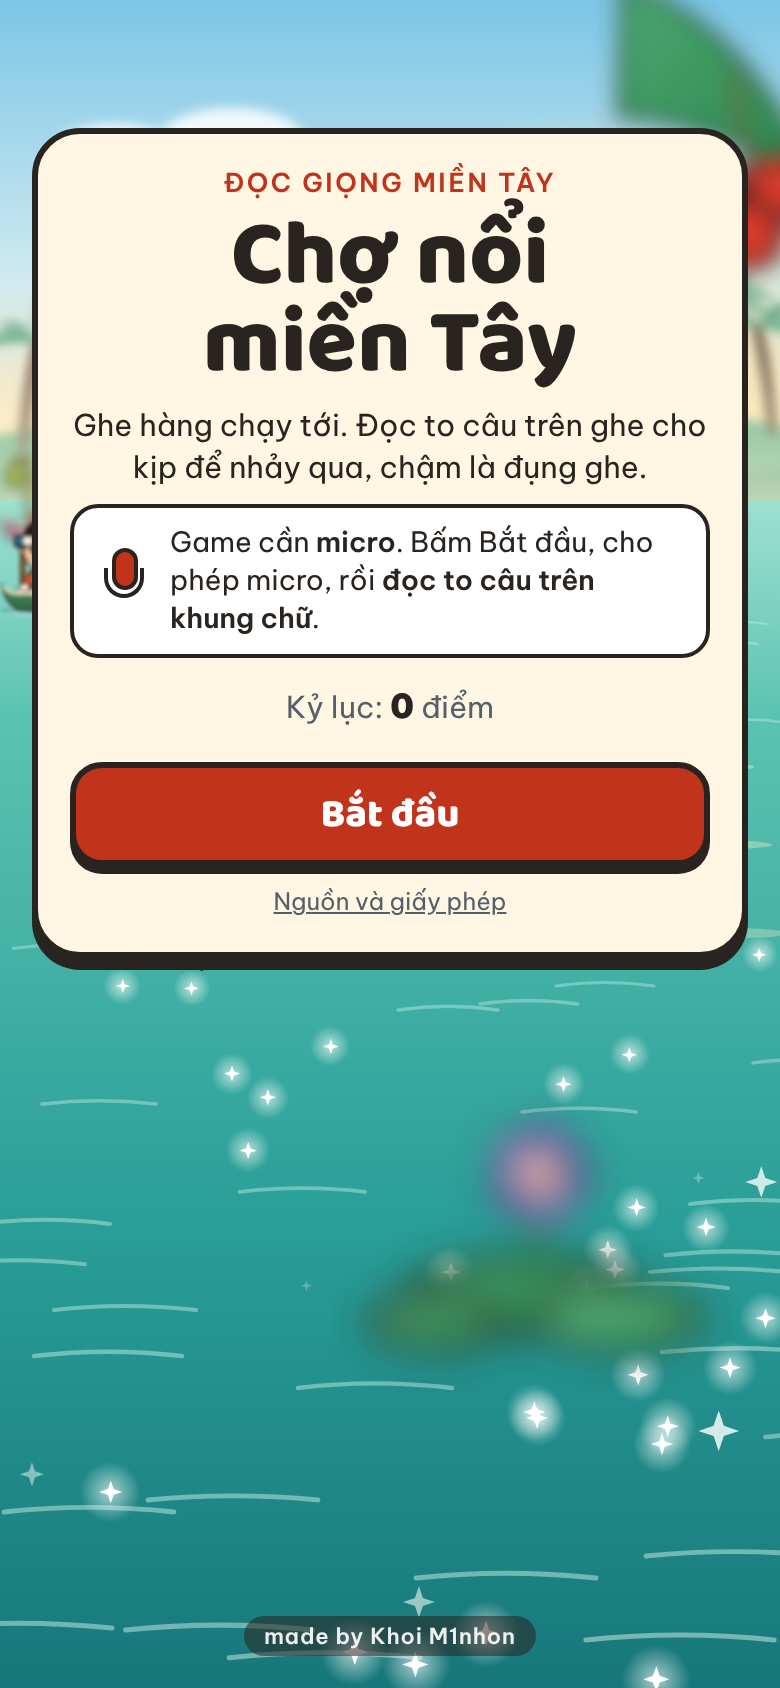 ĐỌC GIỌNG MIỀN TÂY
Chợ nổi
miền Tây
Ghe hàng chạy tới. Đọc to câu trên ghe cho
kịp để nhảy qua, chậm là đụng ghe.
Game cần micro. Bấm Bắt đầu, cho
phép micro, rồi đọc to câu trên
khung chữ.
Kỷ lục: 0 điểm
Bắt đầu
Nguồn và giấy phép
made by Khoi M1nhon